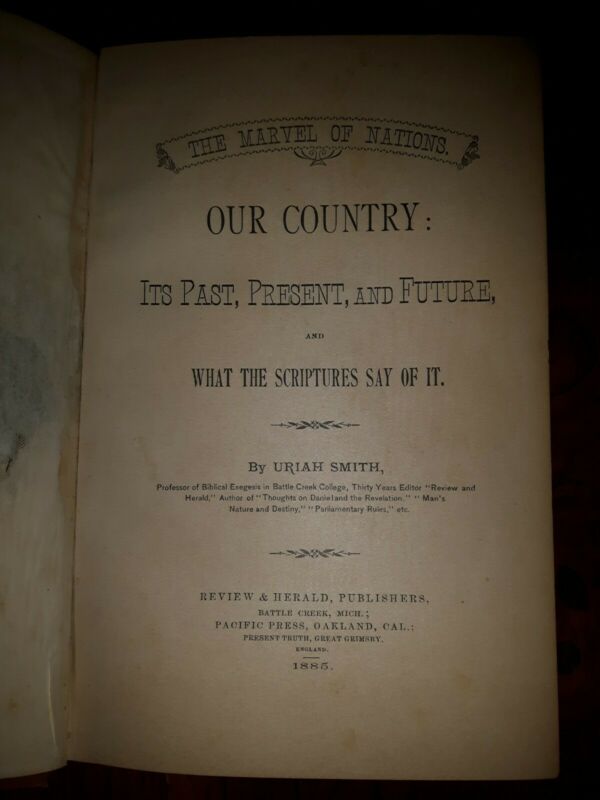 THE MARVEL OF NATIONS.
OUR COUNTRY:
ITS PAST, PRESENT, AND FUTURE,
AND
WHAT THE SCRIPTURES SAY OF IT.
By URIAH SMITH,
Professor of Biblical Exegesis in Battle Creek College, Thirty Years Editor "Review and
Herald," Author of "Thoughts on Daniel and the Revelation," "Man's
Nature and Destiny," "Parliamentary Rules," etc.
REVIEW & HERALD, PUBLISHERS,
BATTLE CREEK, MICH.;
PACIFIC PRESS, OAKLAND, CAL.;
PRESENT TRUTH, GREAT GRIMSBY,
ENGLAND.
1885.